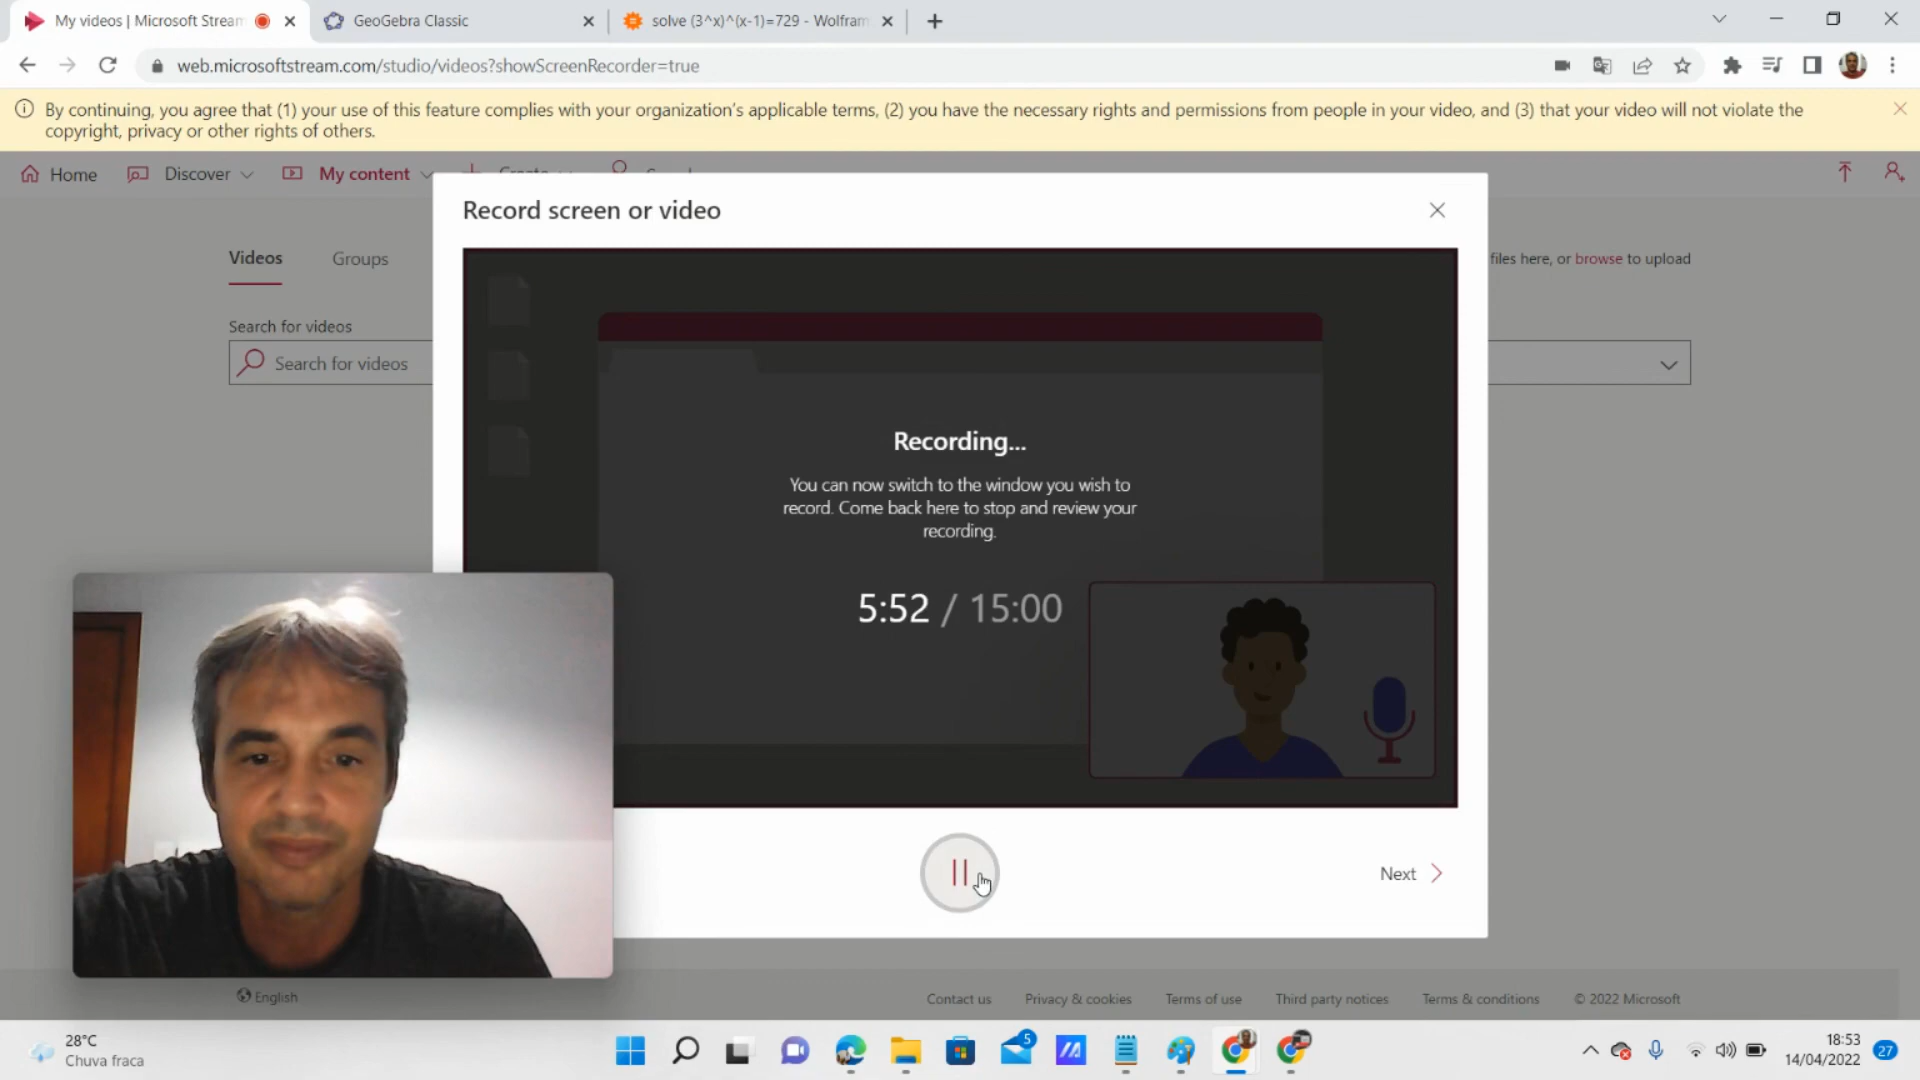 My videos | Microsoft Stream
GeoGebra Classic
solve (3^x)^(x-1)=729 - Wolfram
web.microsoftstream.com/studio/videos?showScreenRecorder=true
By continuing, you agree that (1) your use of this feature complies with your organization's applicable terms, (2) you have the necessary rights and permissions from people in your video, and (3) that your video will not violate the
copyright, privacy or other rights of others.
Home
Discover
My content
Create
Record screen or video
Videos
Groups
files here, or browse to upload
Search for videos
Search for videos
Recording...
You can now switch to the window you wish to
record. Come back here to stop and review your
recording.
5:52 / 15:00
Next
English
Contact us
Privacy & cookies
Terms of use
Third party notices
Terms & conditions
© 2022 Microsoft
28°C
Chuva fraca
5
18:53
14/04/2022
27